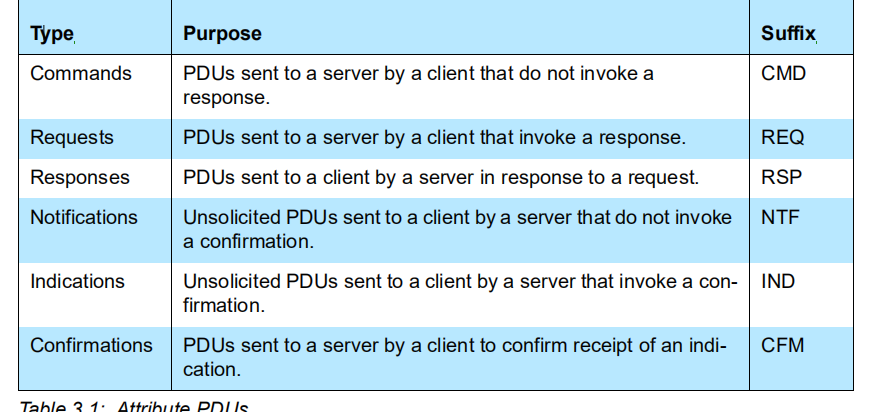 Type Purpose Suffix
Commands PDUs sent to a server by a client that do not invoke a CMD
response.
Requests PDUs sent to a server by a client that invoke a response. REQ
Responses PDUs sent to a client by a server in response to a request. RSP
Notifications Unsolicited PDUs sent to a client by a server that do not invoke NTF
a confirmation.
Indications Unsolicited PDUs sent to a client by a server that invoke a con- IND
firmation.
Confirmations PDUs sent to a server by a client to confirm receipt of an indi- CFM
cation.
Table 3.1: Attribute PDUs